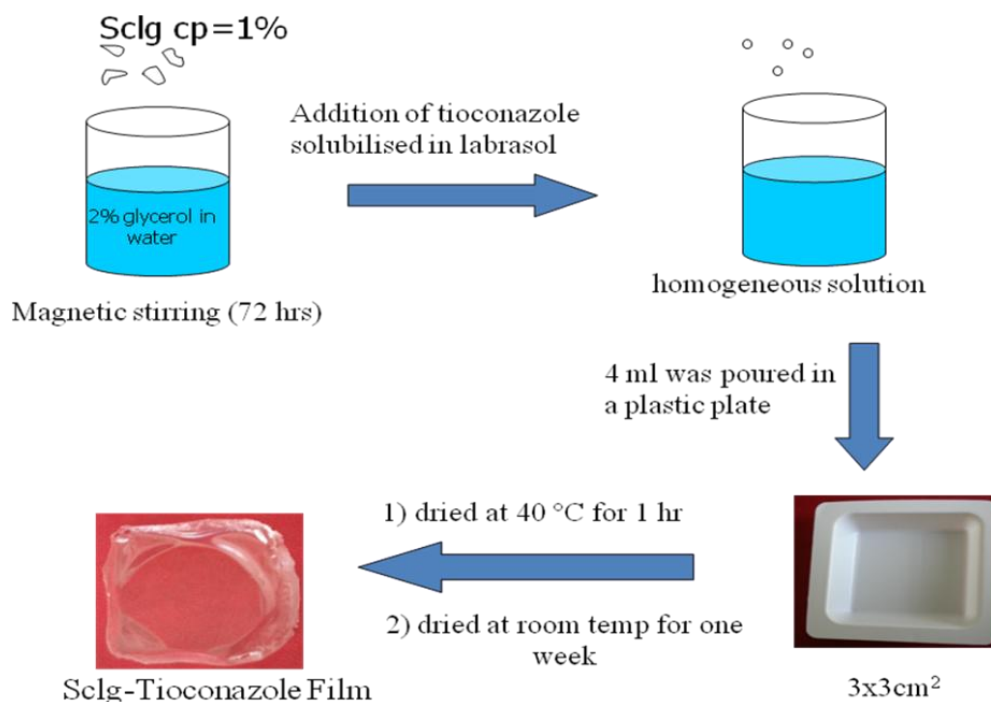 Sclg cp=1%
2% glycerol in
water
Magnetic stirring (72 hrs)
Addition of tioconazole
solubilised in labrasol
homogeneous solution
4 ml was poured in
a plastic plate
3x3cm²
1) dried at 40 °C for 1 hr
2) dried at room temp for one
week
Sclg-Tioconazole Film